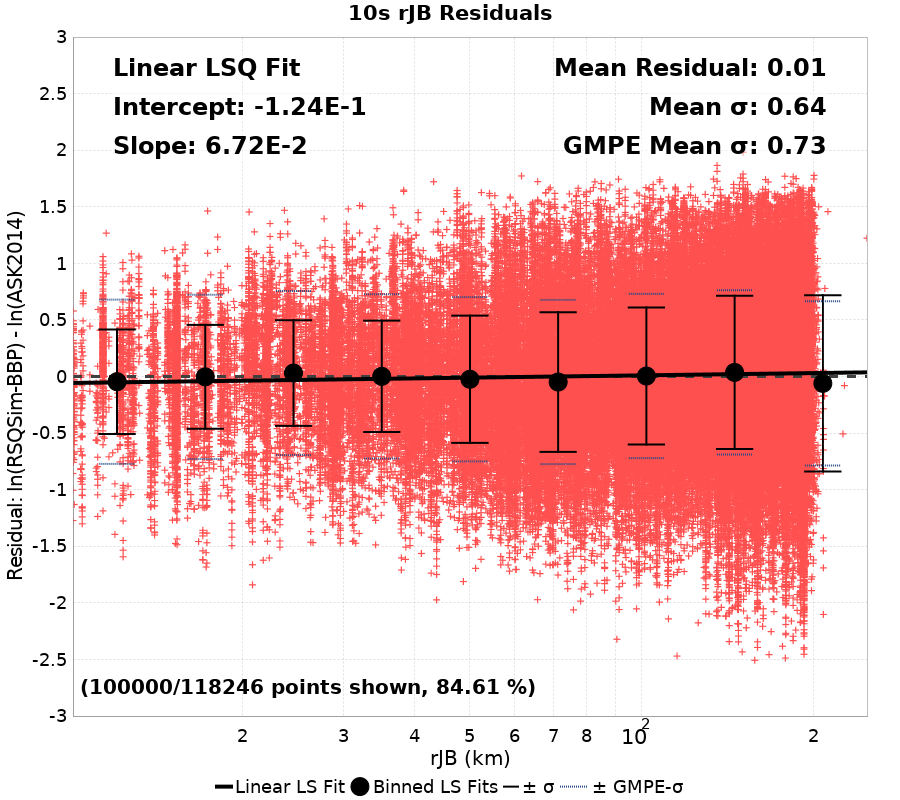 10s rJB Residuals
Linear LSQ Fit
Intercept: -1.24E-1
Slope: 6.72E-2
Mean Residual: 0.01
Mean σ: 0.64
GMPE Mean σ: 0.73
3
2.5
2
1.5
1
0.5
0
-0.5
-1
-1.5
-2
-2.5
-3
Residual: ln(RSQSim-BBP) - ln(ASK2014)
(100000/118246 points shown, 84.61 %)
2 3 4 5 6 7 8 10² 2
rJB (km)
Linear LS Fit Binned LS Fits ± σ ± GMPE-σ